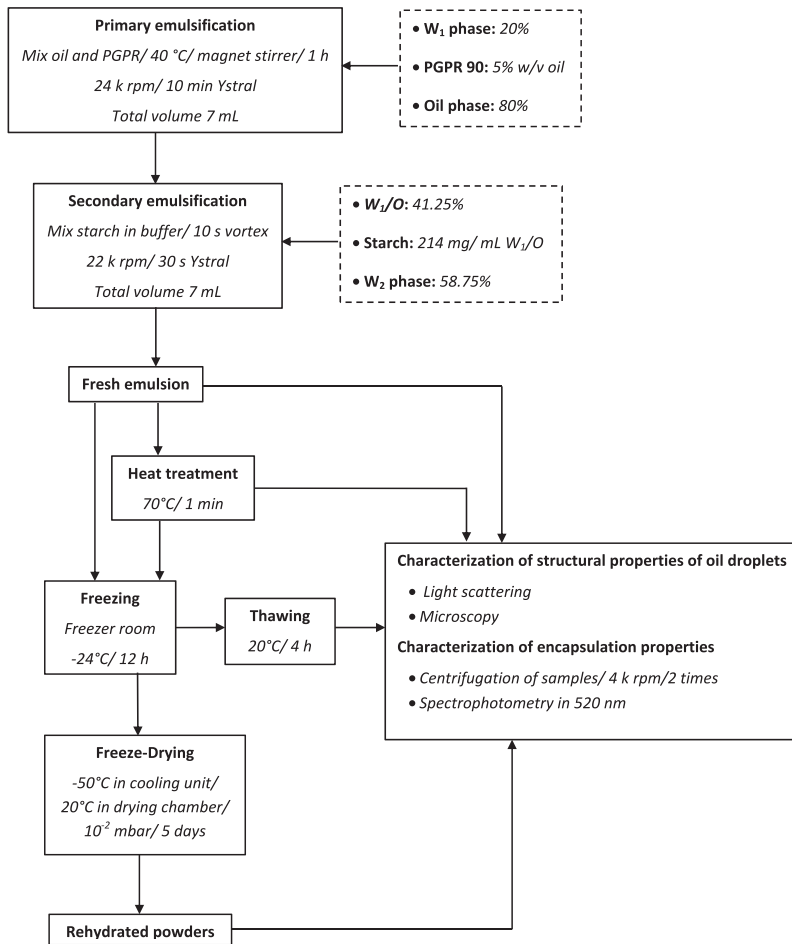 Primary emulsification
Mix oil and PGPR/ 40 °C/ magnet stirrer/ 1 h
24 k rpm/ 10 min Ystral
Total volume 7 mL
• W₁ phase: 20%
• PGPR 90: 5% w/v oil
• Oil phase: 80%
Secondary emulsification
Mix starch in buffer/ 10 s vortex
22 k rpm/ 30 s Ystral
Total volume 7 mL
• W₁/O: 41.25%
• Starch: 214 mg/ mL W₁/O
• W₂ phase: 58.75%
Fresh emulsion
Heat treatment
70°C/ 1 min
Freezing
Freezer room
-24°C/ 12 h
Thawing
20°C/ 4 h
Characterization of structural properties of oil droplets
• Light scattering
• Microscopy
Characterization of encapsulation properties
• Centrifugation of samples/ 4 k rpm/2 times
• Spectrophotometry in 520 nm
Freeze-Drying
-50°C in cooling unit/
20°C in drying chamber/
10⁻² mbar/ 5 days
Rehydrated powders